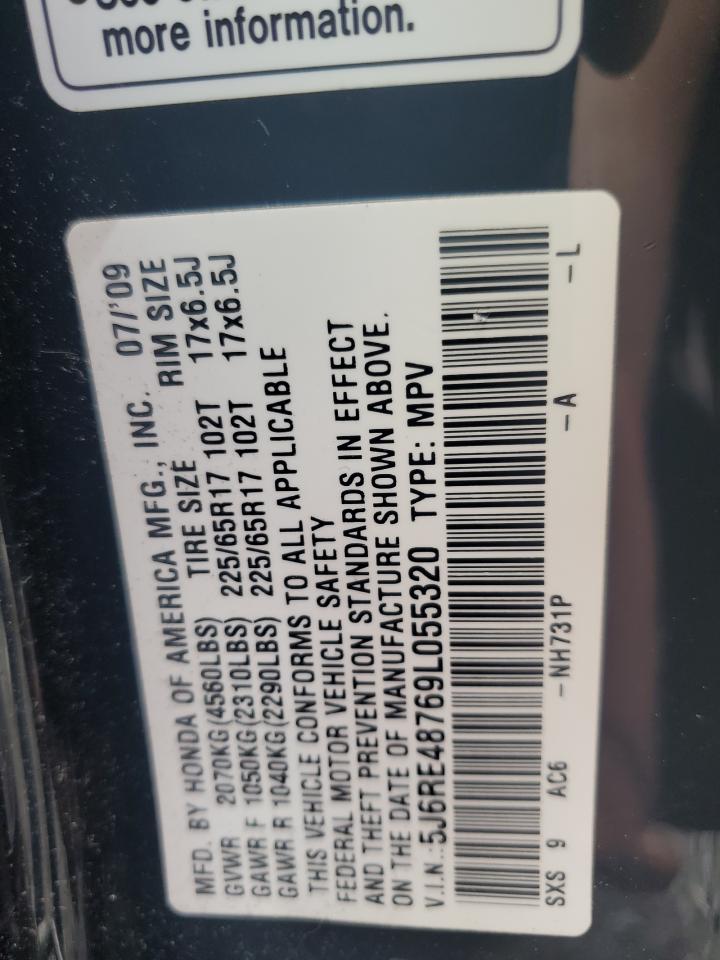 more information.
MFD. BY HONDA OF AMERICA MFG., INC. 07/'09
TIRE SIZE RIM SIZE
GVWR 2070KG(4560LBS)
GAWR F 1050KG(2310LBS) 225/65R17 102T 17x6.5J
GAWR R 1040KG(2290LBS) 225/65R17 102T 17x6.5J
THIS VEHICLE CONFORMS TO ALL APPLICABLE
FEDERAL MOTOR VEHICLE SAFETY
AND THEFT PREVENTION STANDARDS IN EFFECT
ON THE DATE OF MANUFACTURE SHOWN ABOVE.
V.I.N.:5J6RE48769L055320 TYPE: MPV
SXS 9 AC6 -NH731P -A -L